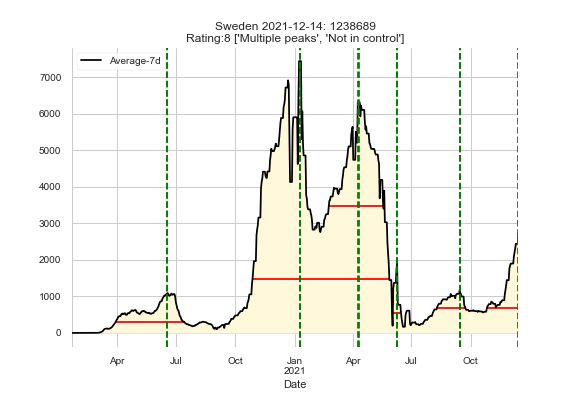 Sweden 2021-12-14: 1238689
Rating:8 ['Multiple peaks', 'Not in control']
Average-7d
7000
6000
5000
4000
3000
2000
1000
0
Apr
Jul
Oct
Jan
2021
Apr
Jul
Oct
Date